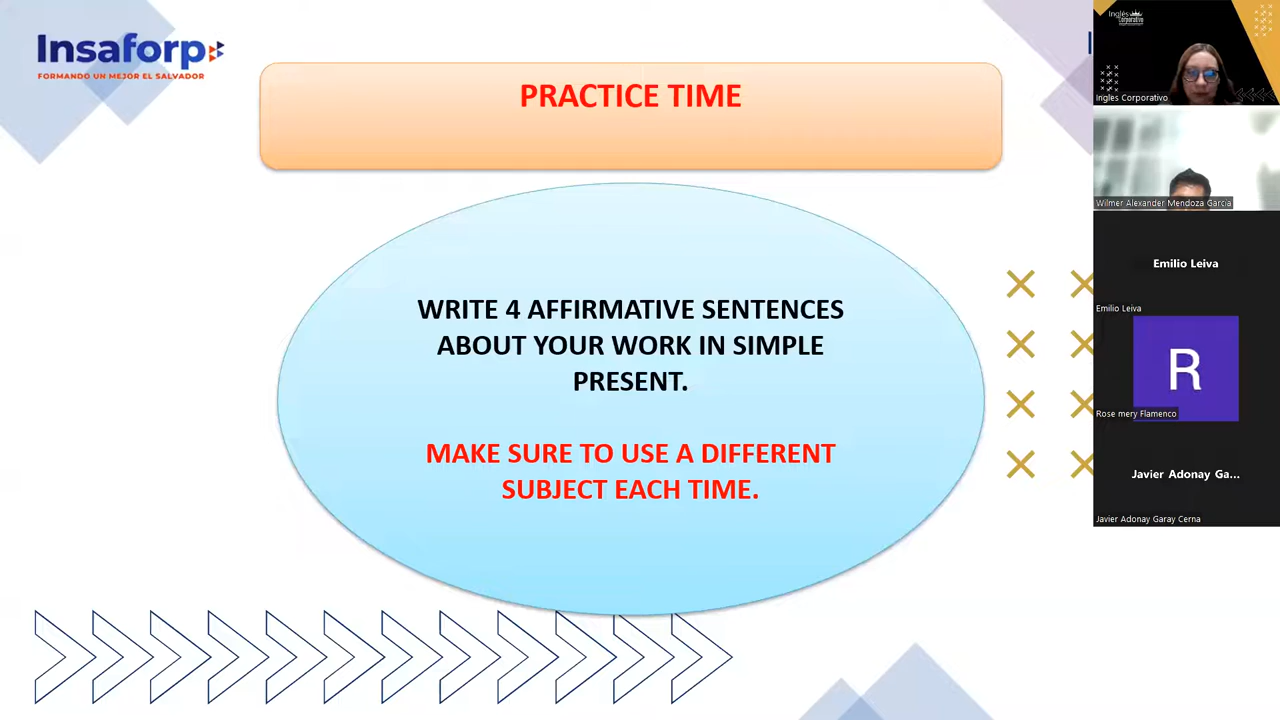 Insaforp
FORMANDO UN MEJOR EL SALVADOR
PRACTICE TIME
WRITE 4 AFFIRMATIVE SENTENCES
ABOUT YOUR WORK IN SIMPLE
PRESENT.
MAKE SURE TO USE A DIFFERENT
SUBJECT EACH TIME.
Inglés
Corporativo
Ingles Corporativo
Wilmer Alexander Mendoza Garcia
Emilio Leiva
Emilio Leiva
R
Rose mery Flamenco
Javier Adonay Ga...
Javier Adonay Garay Cerna